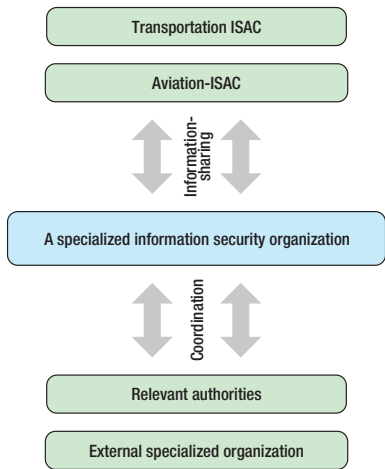 Transportation ISAC
Aviation-ISAC
Information-
sharing
A specialized information security organization
Coordination
Relevant authorities
External specialized organization